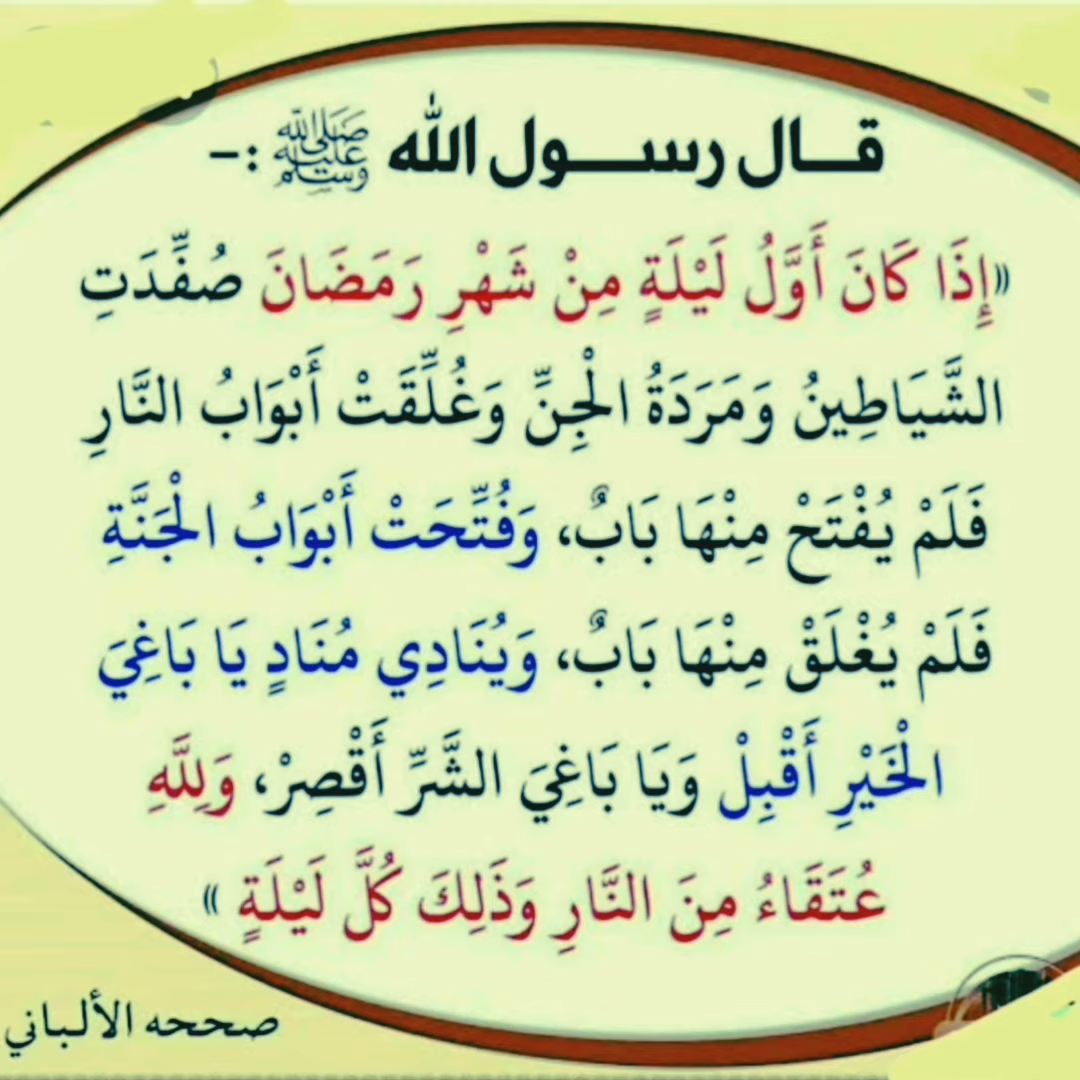 قال رسول الله ﷺ :-
«إِذَا كَانَ أَوَّلُ لَيْلَةٍ مِنْ شَهْرِ رَمَضَانَ صُفِّدَتِ
الشَّيَاطِينُ وَمَرَدَةُ الْجِنِّ وَغُلِّقَتْ أَبْوَابُ النَّارِ
فَلَمْ يُفْتَحْ مِنْهَا بَابٌ، وَفُتِّحَتْ أَبْوَابُ الْجَنَّةِ
فَلَمْ يُغْلَقْ مِنْهَا بَابٌ، وَيُنَادِي مُنَادٍ يَا بَاغِيَ
الْخَيْرِ أَقْبِلْ وَيَا بَاغِيَ الشَّرِّ أَقْصِرْ، وَلِلَّهِ
عُتَقَاءُ مِنَ النَّارِ وَذَلِكَ كُلَّ لَيْلَةٍ »
صححه الألباني